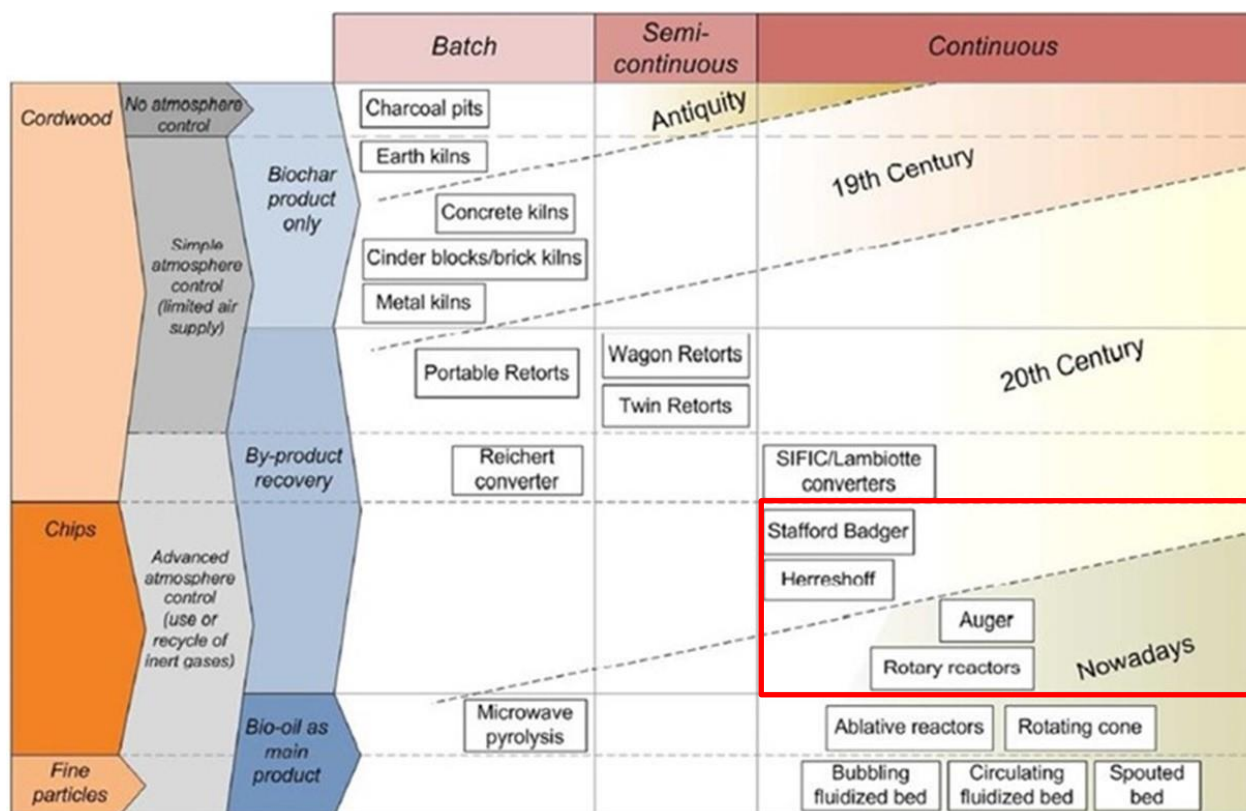 Batch
Semi-
continuous
Continuous
Cordwood
No atmosphere
control
Charcoal pits
Antiquity
Earth kilns
Biochar
product
only
19th Century
Concrete kilns
Simple
atmosphere
control
(limited air
supply)
Cinder blocks/brick kilns
Metal kilns
Portable Retorts
Wagon Retorts
Twin Retorts
20th Century
By-product
recovery
Reichert
converter
SIFIC/Lambiotte
converters
Chips
Advanced
atmosphere
control
(use or
recycle of
inert gases)
Stafford Badger
Herreshoff
Auger
Rotary reactors
Nowadays
Bio-oil as
main
product
Microwave
pyrolysis
Ablative reactors
Rotating cone
Fine
particles
Bubbling
fluidized bed
Circulating
fluidized bed
Spouted
bed